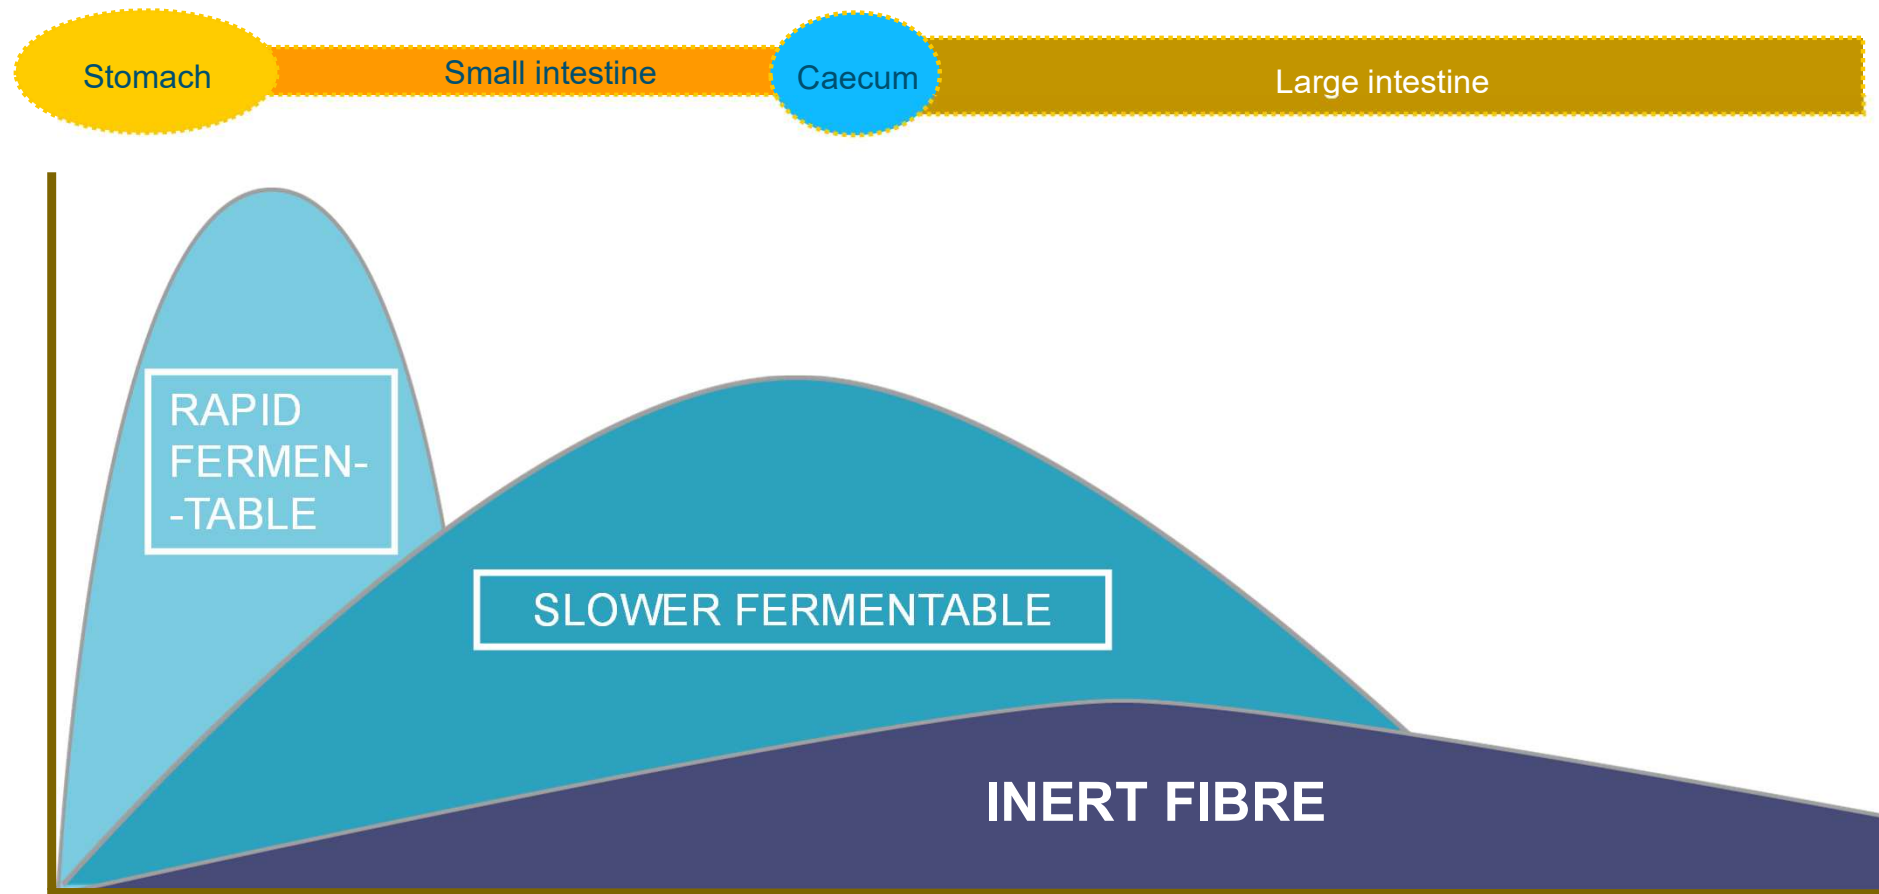 Stomach
Small intestine
Caecum
Large intestine
RAPID
FERMEN-
-TABLE
SLOWER FERMENTABLE
INERT FIBRE